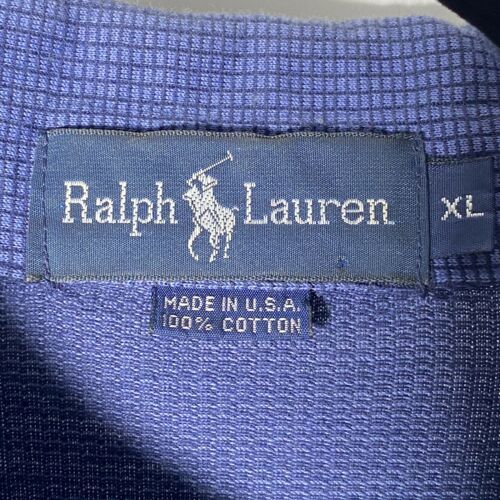 Ralph Lauren XL
MADE IN U.S.A.
100% COTTON